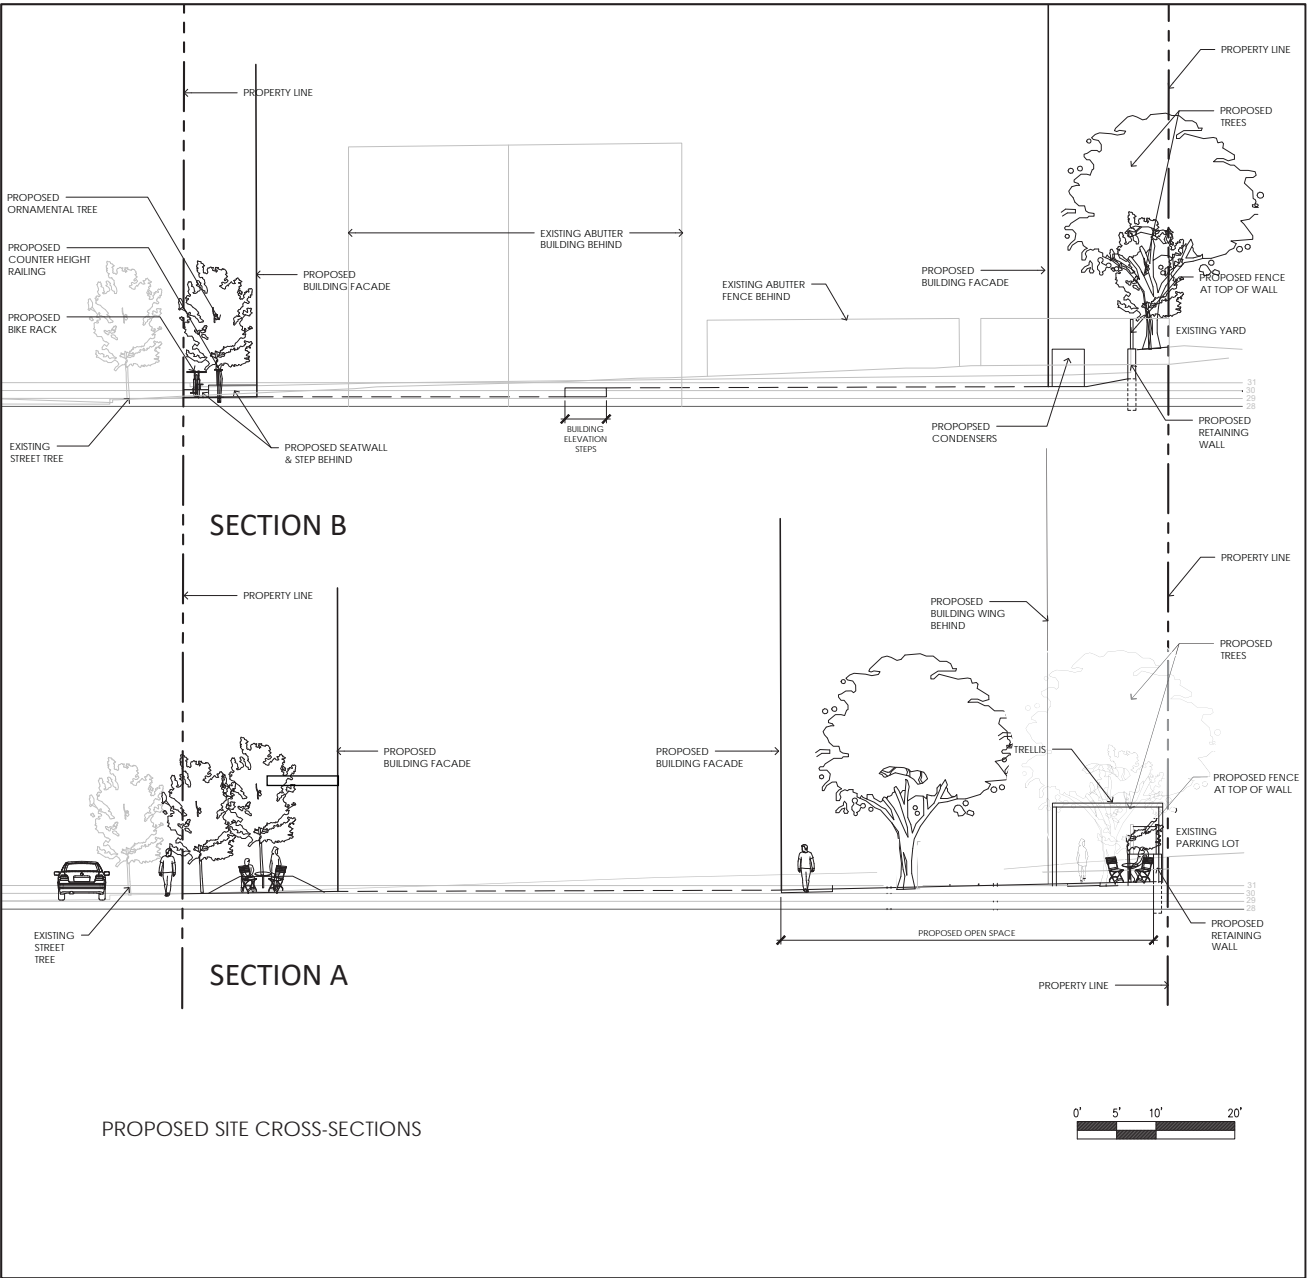 PROPERTY LINE
PROPERTY LINE
PROPOSED
TREES
PROPOSED
ORNAMENTAL TREE
PROPOSED
COUNTER HEIGHT
RAILING
PROPOSED
BIKE RACK
PROPOSED
BUILDING FACADE
EXISTING ABUTTER
BUILDING BEHIND
EXISTING ABUTTER
FENCE BEHIND
PROPOSED
BUILDING FACADE
PROPOSED FENCE
AT TOP OF WALL
EXISTING YARD
31
30
29
28
EXISTING
STREET TREE
PROPOSED SEATWALL
& STEP BEHIND
BUILDING
ELEVATION
STEPS
PROPOPSED
CONDENSERS
PROPOSED
RETAINING
WALL
SECTION B
PROPERTY LINE
PROPERTY LINE
PROPOSED
BUILDING WING
BEHIND
PROPOSED
TREES
PROPOSED
BUILDING FACADE
PROPOSED
BUILDING FACADE
TRELLIS
PROPOSED FENCE
AT TOP OF WALL
EXISTING
PARKING LOT
31
30
29
28
EXISTING
STREET
TREE
PROPOSED OPEN SPACE
PROPOSED
RETAINING
WALL
SECTION A
PROPERTY LINE
PROPOSED SITE CROSS-SECTIONS
0' 5' 10' 20'